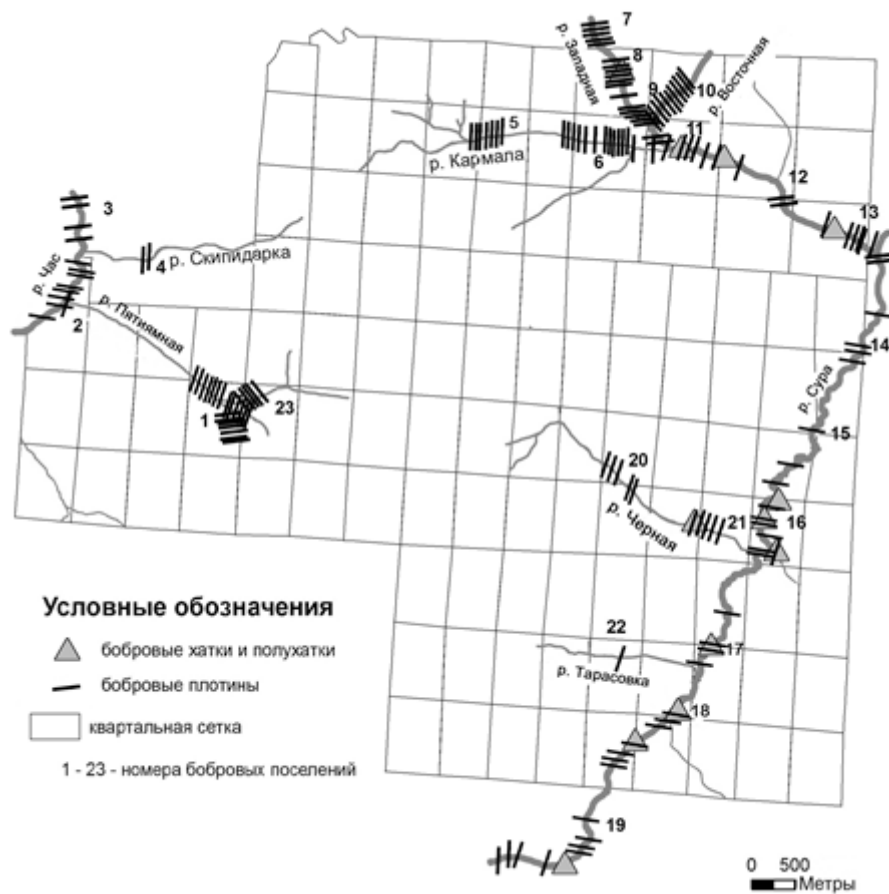 7
8
р. Западная
9
10
р. Восточная
5
6
11
р. Кармала
12
13
3
4
р. Скипидарка
р. Час
2
р. Пятиямная
14
р. Сура
1
23
15
20
21
16
р. Черная
Условные обозначения
бобровые хатки и полухатки
бобровые плотины
квартальная сетка
1 - 23 - номера бобровых поселений
22
17
р. Тарасовка
18
19
0 500
Метры